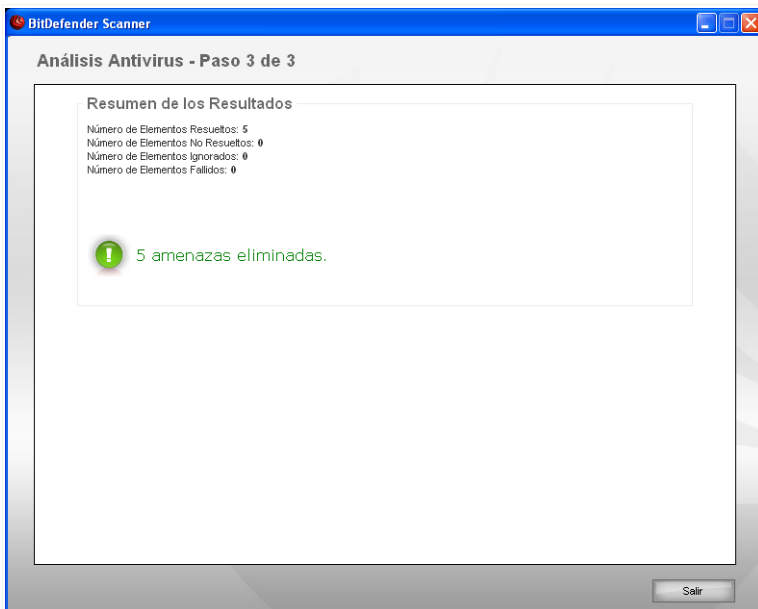 BitDefender Scanner
Análisis Antivirus - Paso 3 de 3
Resumen de los Resultados
Número de Elementos Resueltos: 5
Número de Elementos No Resueltos: 0
Número de Elementos Ignorados: 0
Número de Elementos Fallidos: 0
5 amenazas eliminadas.
Salir